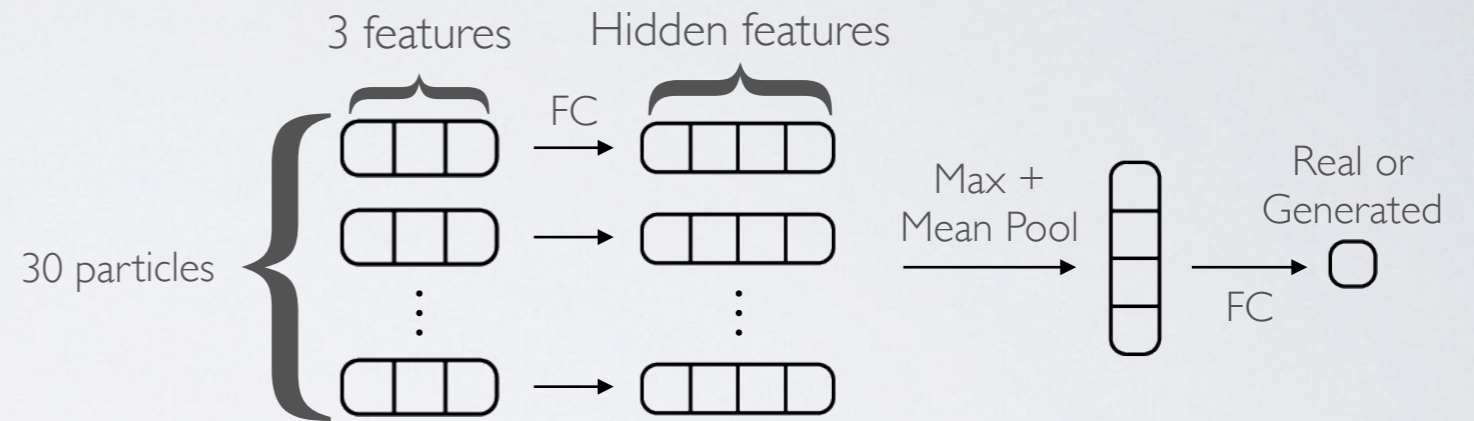 3 features
Hidden features
FC
30 particles
Max +
Mean Pool
FC
Real or
Generated